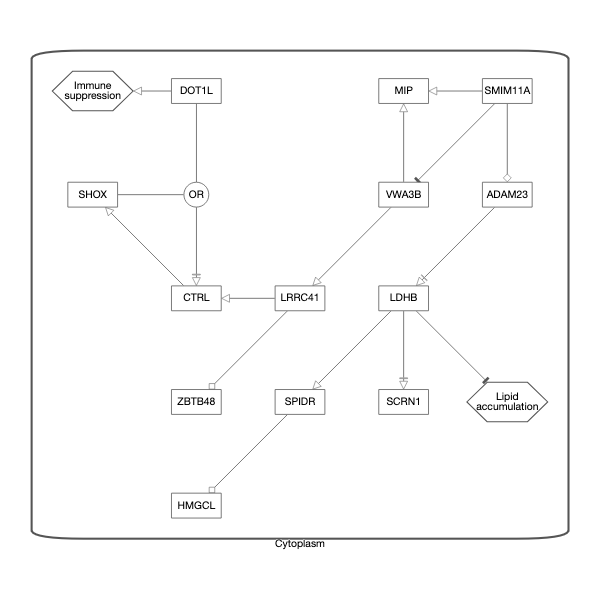 Immune
suppression
DOT1L
MIP
SMIM11A
SHOX
OR
VWA3B
ADAM23
CTRL
LRRC41
LDHB
ZBTB48
SPIDR
SCRN1
Lipid
accumulation
HMGCL
Cytoplasm